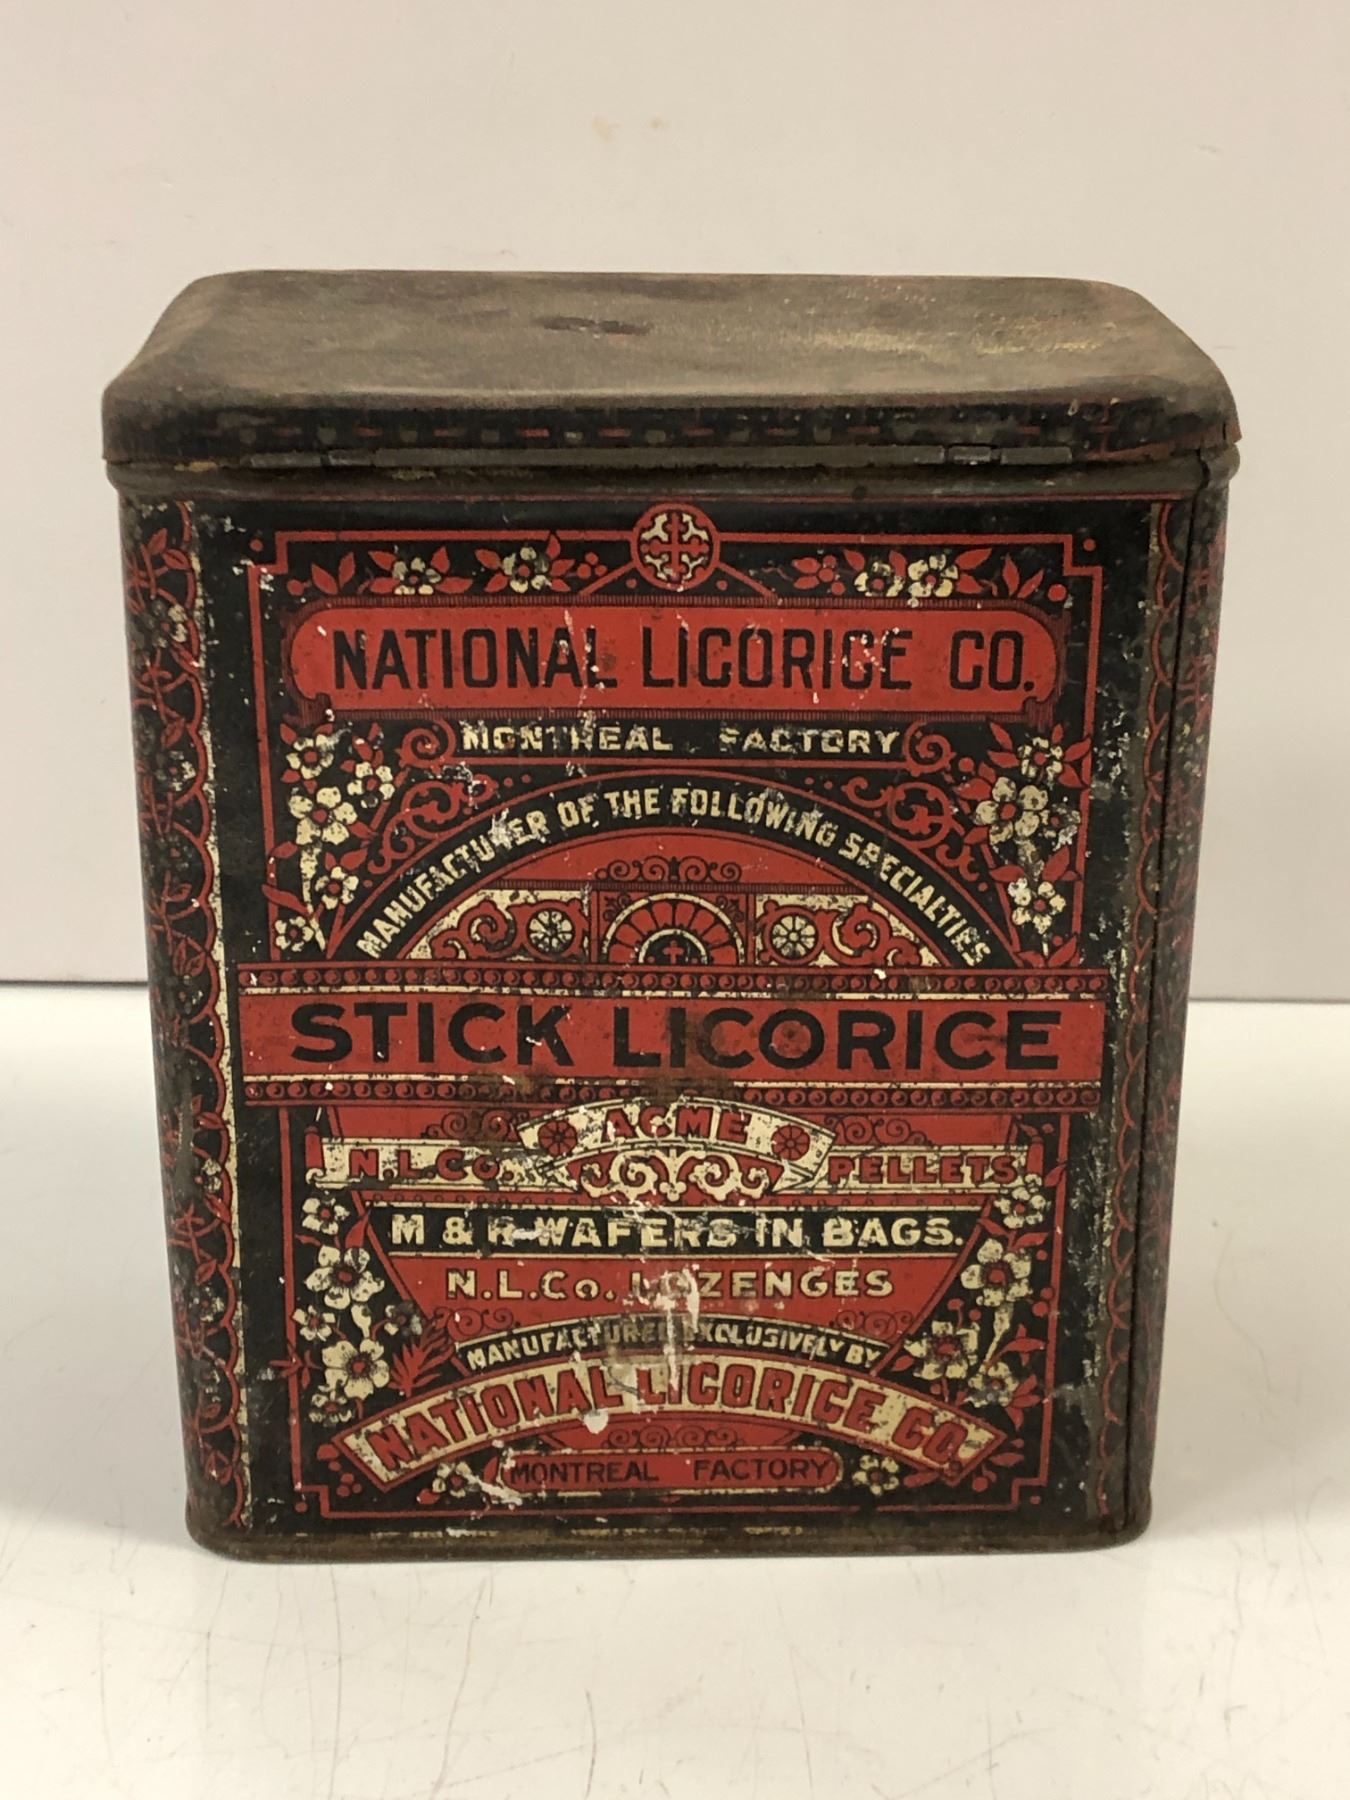 NATIONAL LICORICE CO.
MONTREAL FACTORY
MANUFACTURER OF THE FOLLOWING SPECIALTIES
STICK LICORICE
ACME
N.L.CO. PELLETS
M & R WAFERS IN BAGS.
N.L.Co. LOZENGES
MANUFACTURED EXCLUSIVELY BY
NATIONAL LICORICE CO.
MONTREAL FACTORY